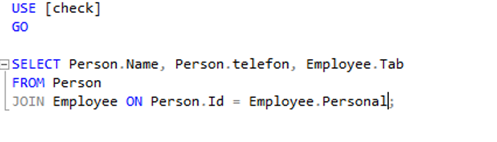 USE [check]
GO
SELECT Person.Name, Person.telefon, Employee.Tab
FROM Person
JOIN Employee ON Person.Id = Employee.Personal;